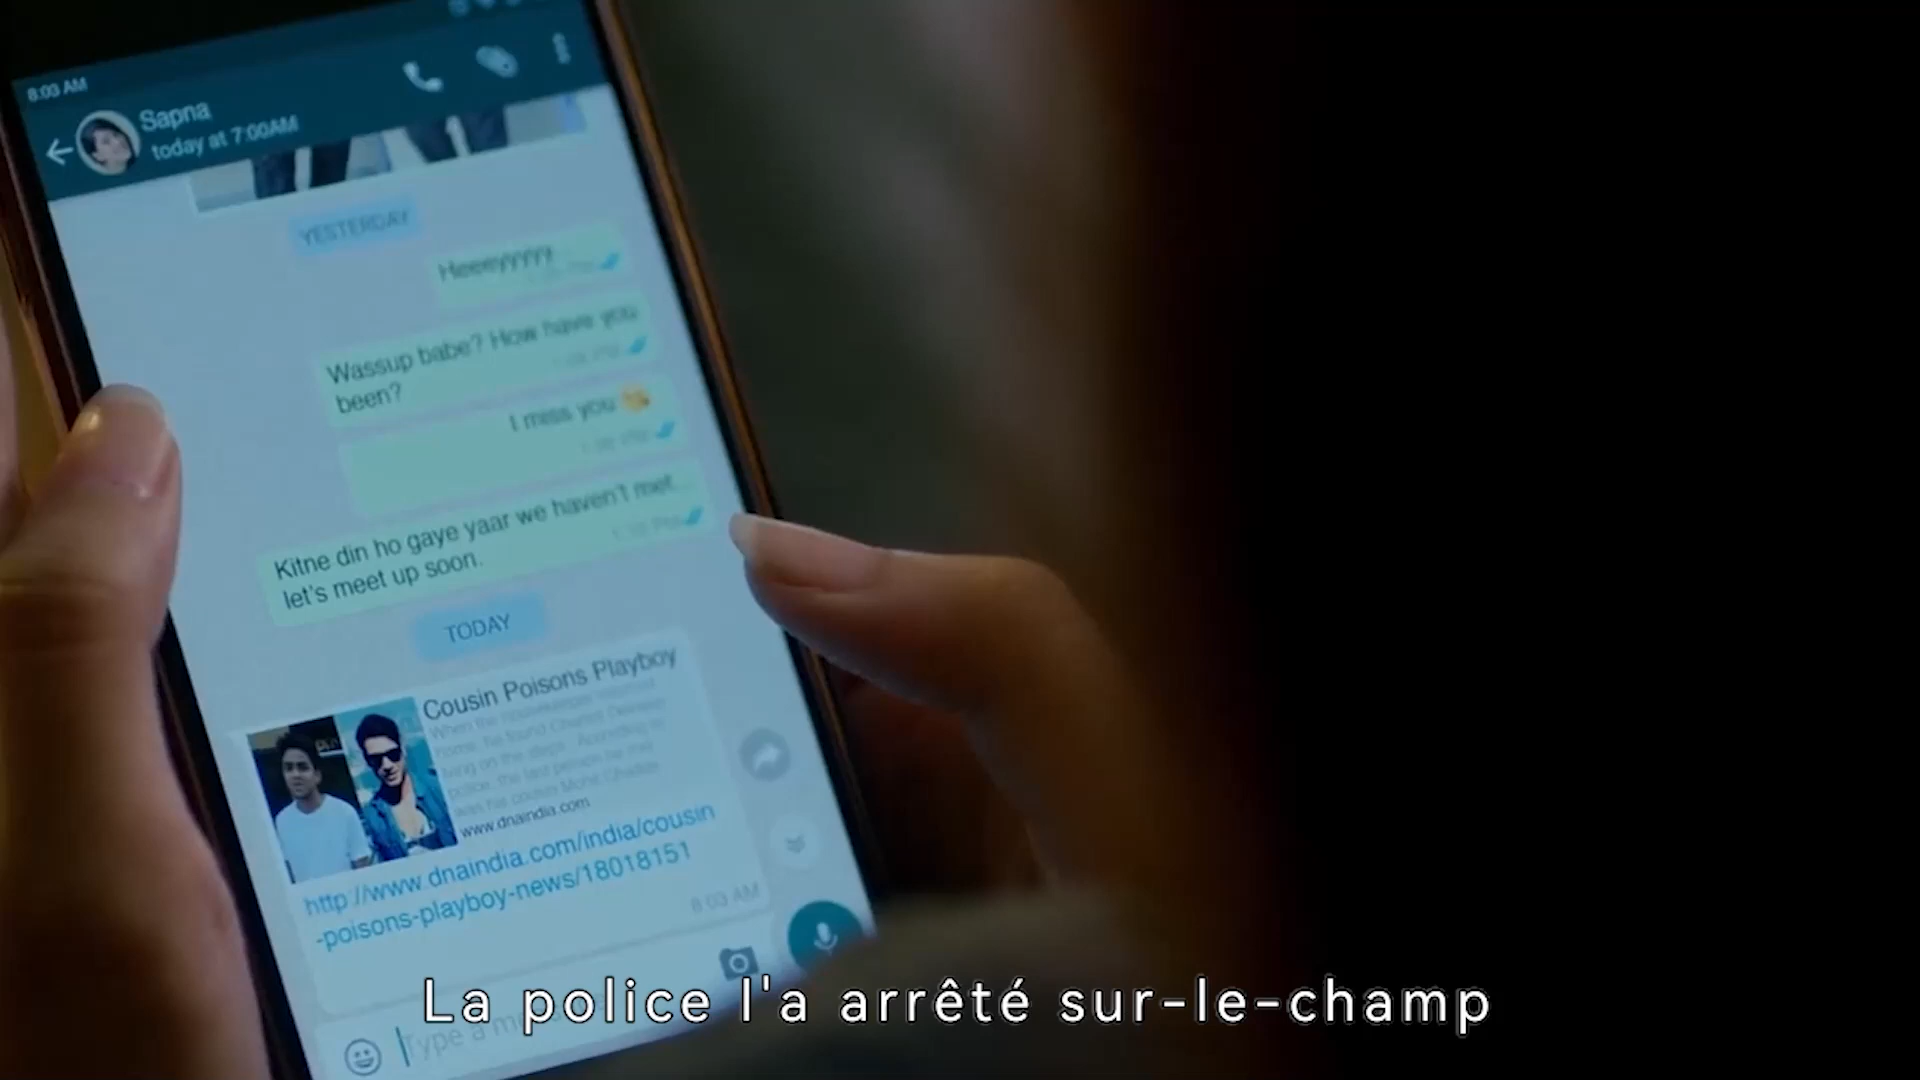 8:03 AM
Sapna
today at 7:00AM
YESTERDAY
Heeeyyyyy
Wassup babe? How have you
been?
I miss you
Kitne din ho gaye yaar we haven't met...
let's meet up soon.
TODAY
Cousin Poisons Playboy
www.dnaindia.com
http://www.dnaindia.com/india/cousin
-poisons-playboy-news/18018151
8:03 AM
Type a m
La police l'a arrêté sur-le-champ